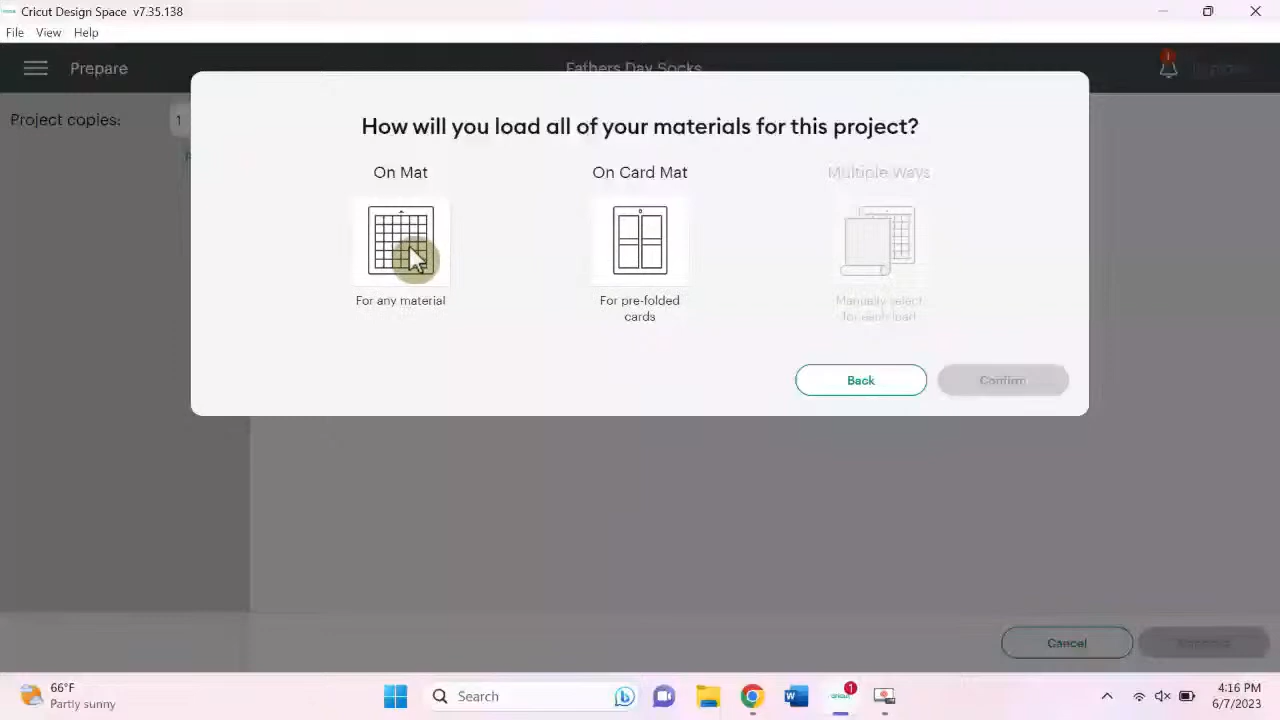 Cricut Design Space v7.35.138
File View Help
Prepare
Fathers Day Socks
Project copies:
1
How will you load all of your materials for this project?
On Mat
On Card Mat
Multiple Ways
For any material
For pre-folded
cards
Manually select
for each load
Back
Confirm
Cancel
66°F
Partly sunny
Search
1
4:16 PM
6/7/2023